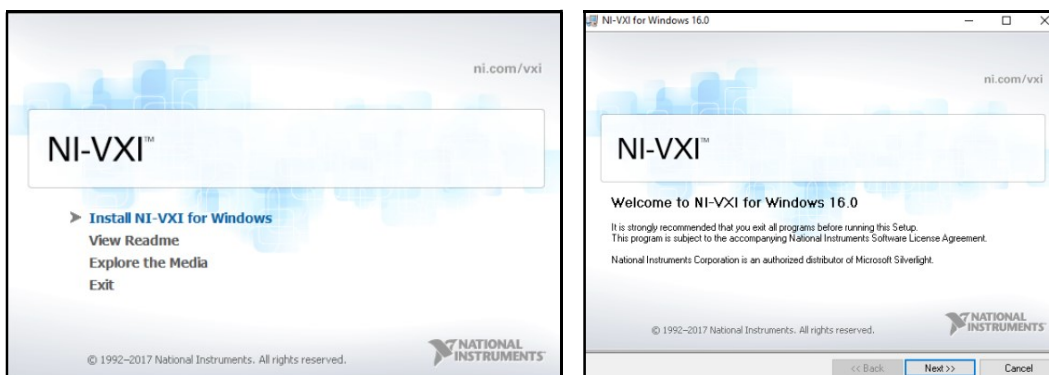 ni.com/vxi
NI-VXI™
Install NI-VXI for Windows
View Readme
Explore the Media
Exit
© 1992–2017 National Instruments. All rights reserved.
NATIONAL
INSTRUMENTS
NI-VXI for Windows 16.0
ni.com/vxi
NI-VXI™
Welcome to NI-VXI for Windows 16.0
It is strongly recommended that you exit all programs before running this Setup.
This program is subject to the accompanying National Instruments Software License Agreement.
National Instruments Corporation is an authorized distributor of Microsoft Silverlight.
© 1992–2017 National Instruments. All rights reserved.
NATIONAL
INSTRUMENTS
<< Back
Next >>
Cancel